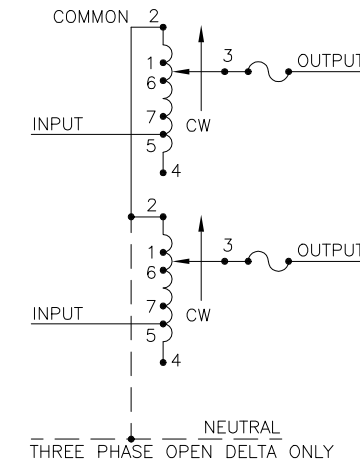 COMMON 2
3 OUTPUT
1
6
CW
7
INPUT
5
4
2
3 OUTPUT
1
6
7 CW
INPUT
5
4
NEUTRAL
THREE PHASE OPEN DELTA ONLY